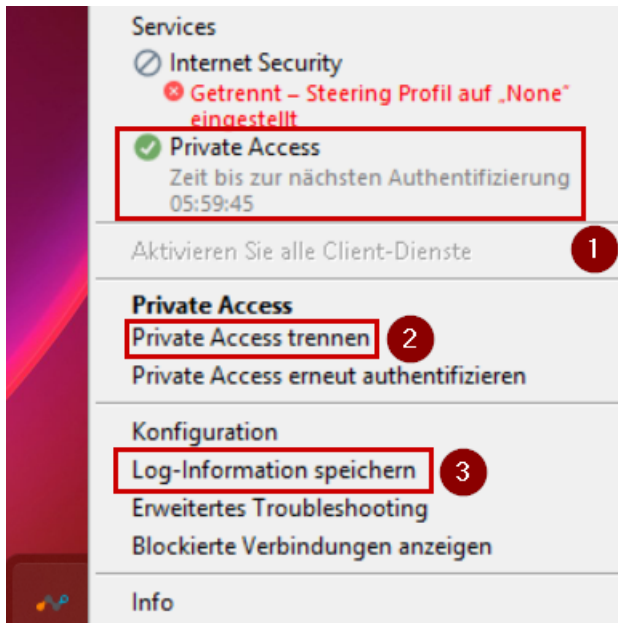 Services
Internet Security
Getrennt – Steering Profil auf „None“
eingestellt
Private Access
Zeit bis zur nächsten Authentifizierung
05:59:45
Aktivieren Sie alle Client-Dienste
1
Private Access
Private Access trennen
2
Private Access erneut authentifizieren
Konfiguration
Log-Information speichern
3
Erweitertes Troubleshooting
Blockierte Verbindungen anzeigen
Info